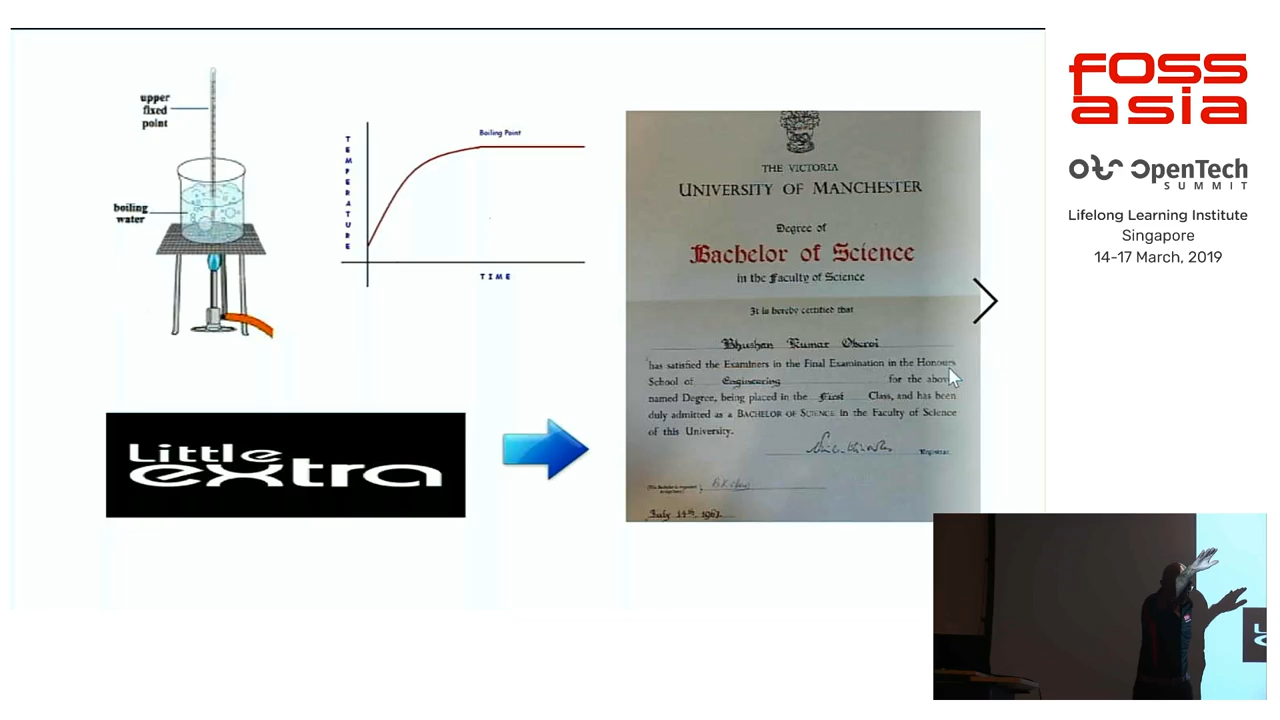 upper
fixed
point
boiling
water
TEMPERATURE
Boiling Point
TIME
Little
extra
THE VICTORIA
UNIVERSITY OF MANCHESTER
Degree of
Bachelor of Science
in the Faculty of Science
It is hereby certified that
Bhushan Kumar Oberoi
has satisfied the Examiners in the Final Examination in the Honours
School of Engineering for the above
named Degree, being placed in the First Class, and has been
duly admitted as a BACHELOR OF SCIENCE in the Faculty of Science
of this University.
Registrar.
July 14th, 1967.
fOSS
asia
OpenTech
SUMMIT
Lifelong Learning Institute
Singapore
14-17 March, 2019